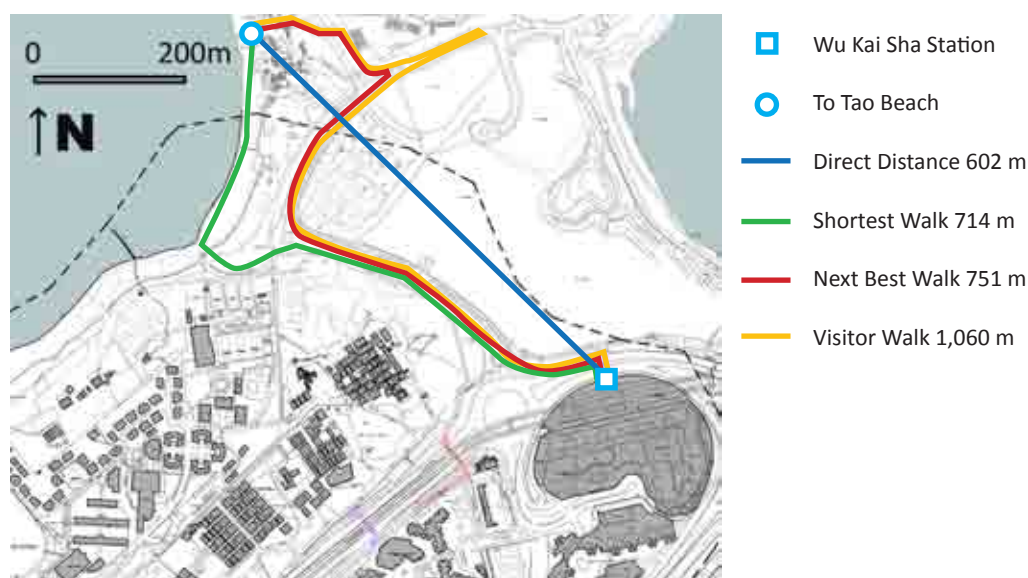 0 200m
N
Wu Kai Sha Station
To Tao Beach
Direct Distance 602 m
Shortest Walk 714 m
Next Best Walk 751 m
Visitor Walk 1,060 m